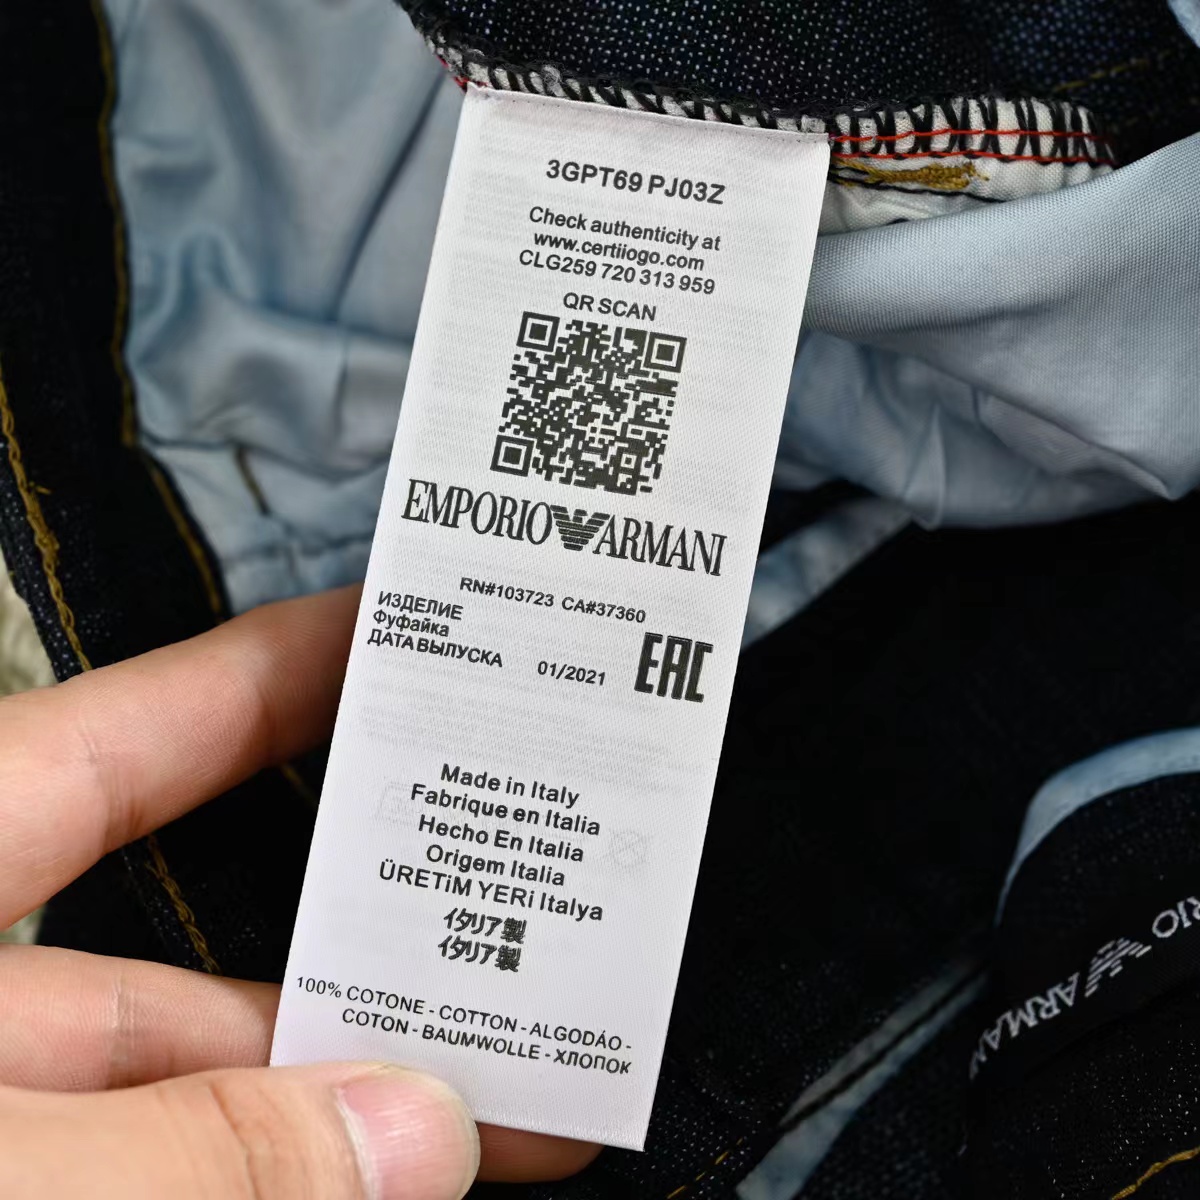 3GPT69 PJ03Z
Check authenticity at
www.certiiogo.com
CLG259 720 313 959
QR SCAN
EMPORIO ARMANI
RN#103723 CA#37360
ИЗДЕЛИЕ
Фуфайка
ДАТА ВЫПУСКА 01/2021
EAC
Made in Italy
Fabrique en Italia
Hecho En Italia
Origem Italia
ÜRETiM YERi Italya
イタリア製
イタリア製
100% COTONE - COTTON - ALGODÁO -
COTON - BAUMWOLLE - ХЛОПОК
RIO ARMAN